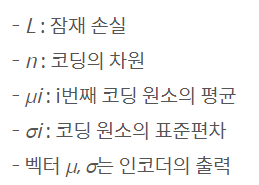 - L : 잠재 손실
- n : 코딩의 차원
- μi : i번째 코딩 원소의 평균
- σi : 코딩 원소의 표준편차
- 벡터 μ, σ는 인코더의 출력